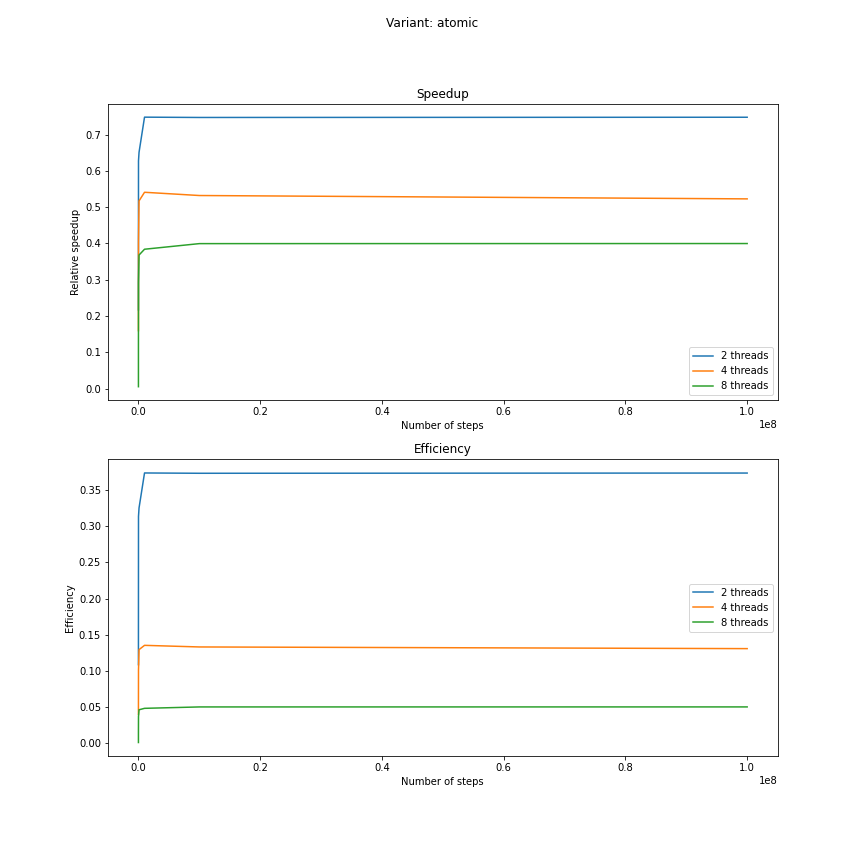 Variant: atomic
Speedup
Relative speedup
0.7
0.6
0.5
0.4
0.3
0.2
0.1
0.0
2 threads
4 threads
8 threads
0.0 0.2 0.4 0.6 0.8 1.0
Number of steps
1e8
Efficiency
Efficiency
0.35
0.30
0.25
0.20
0.15
0.10
0.05
0.00
2 threads
4 threads
8 threads
0.0 0.2 0.4 0.6 0.8 1.0
Number of steps
1e8